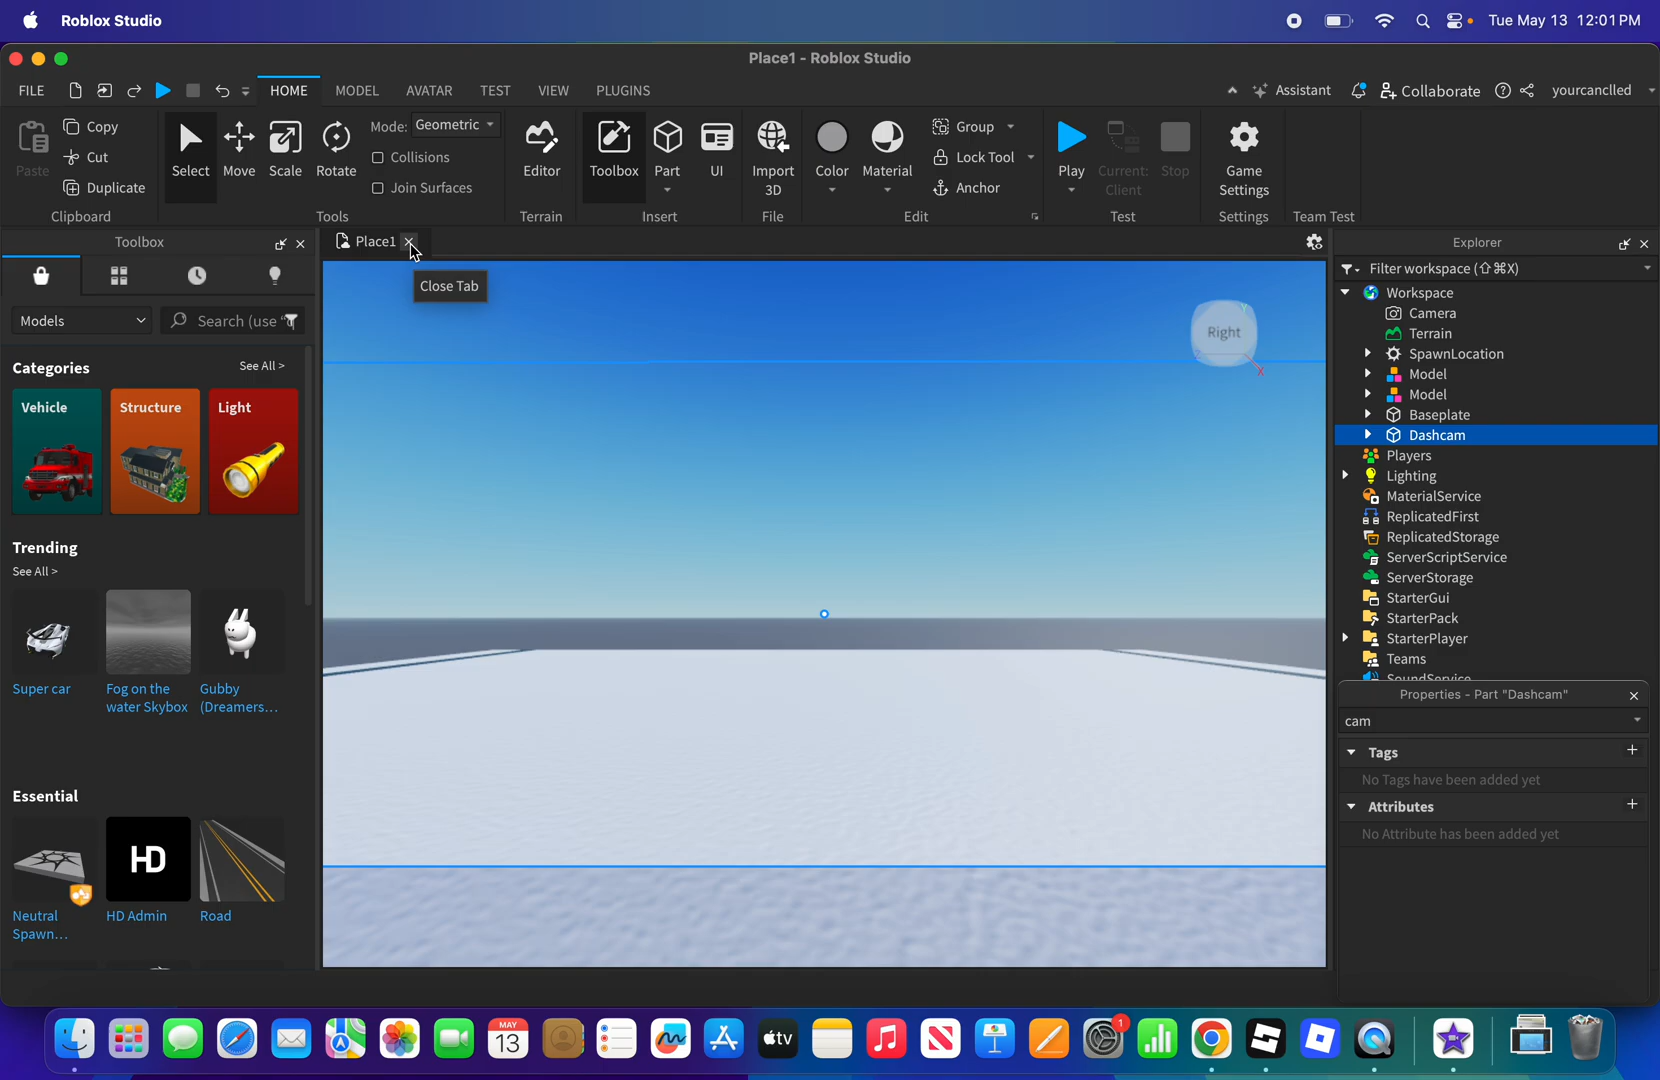 Roblox Studio
Tue May 13 12:01 PM
Place1 - Roblox Studio
FILE
HOME
MODEL
AVATAR
TEST
VIEW
PLUGINS
Assistant
Collaborate
yourcanclled
Paste
Copy
Cut
Duplicate
Clipboard
Select
Move
Scale
Rotate
Mode: Geometric
Collisions
Join Surfaces
Tools
Editor
Terrain
Toolbox
Part
UI
Insert
Import
3D
File
Color
Material
Group
Lock Tool
Anchor
Edit
Play
Current:
Client
Stop
Test
Game
Settings
Settings
Team Test
Toolbox
Models
Search (use "
Categories
See All >
Vehicle
Structure
Light
Trending
See All >
Super car
Fog on the
water Skybox
Gubby
(Dreamers...
Essential
HD
Neutral
Spawn...
HD Admin
Road
Place1
Close Tab
Right
Y
Z
X
Explorer
Filter workspace (⇧⌘X)
Workspace
Camera
Terrain
SpawnLocation
Model
Model
Baseplate
Dashcam
Players
Lighting
MaterialService
ReplicatedFirst
ReplicatedStorage
ServerScriptService
ServerStorage
StarterGui
StarterPack
StarterPlayer
Teams
SoundService
Properties - Part "Dashcam"
cam
Tags
No Tags have been added yet
Attributes
No Attribute has been added yet
MAY
13
tv
1